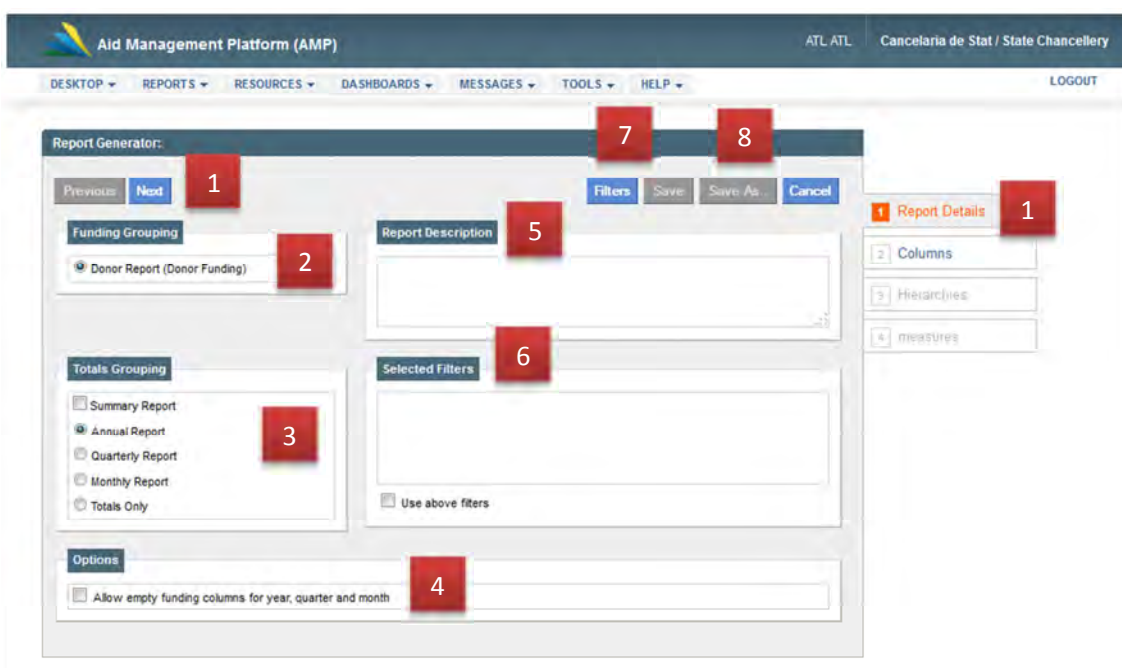 Aid Management Platform (AMP)
ATL ATL
Cancelaria de Stat / State Chancellery
DESKTOP
REPORTS
RESOURCES
DASHBOARDS
MESSAGES
TOOLS
HELP
LOGOUT
7
8
Report Generator:
1
Previous
Next
Filters
Save
Save As...
Cancel
1 Report Details
1
Funding Grouping
Report Description
5
2
Donor Report (Donor Funding)
2 Columns
3 Hierarchies
4 measures
6
Totals Grouping
Selected Filters
Summary Report
Annual Report
3
Quarterly Report
Monthly Report
Totals Only
Use above filters
Options
4
Allow empty funding columns for year, quarter and month